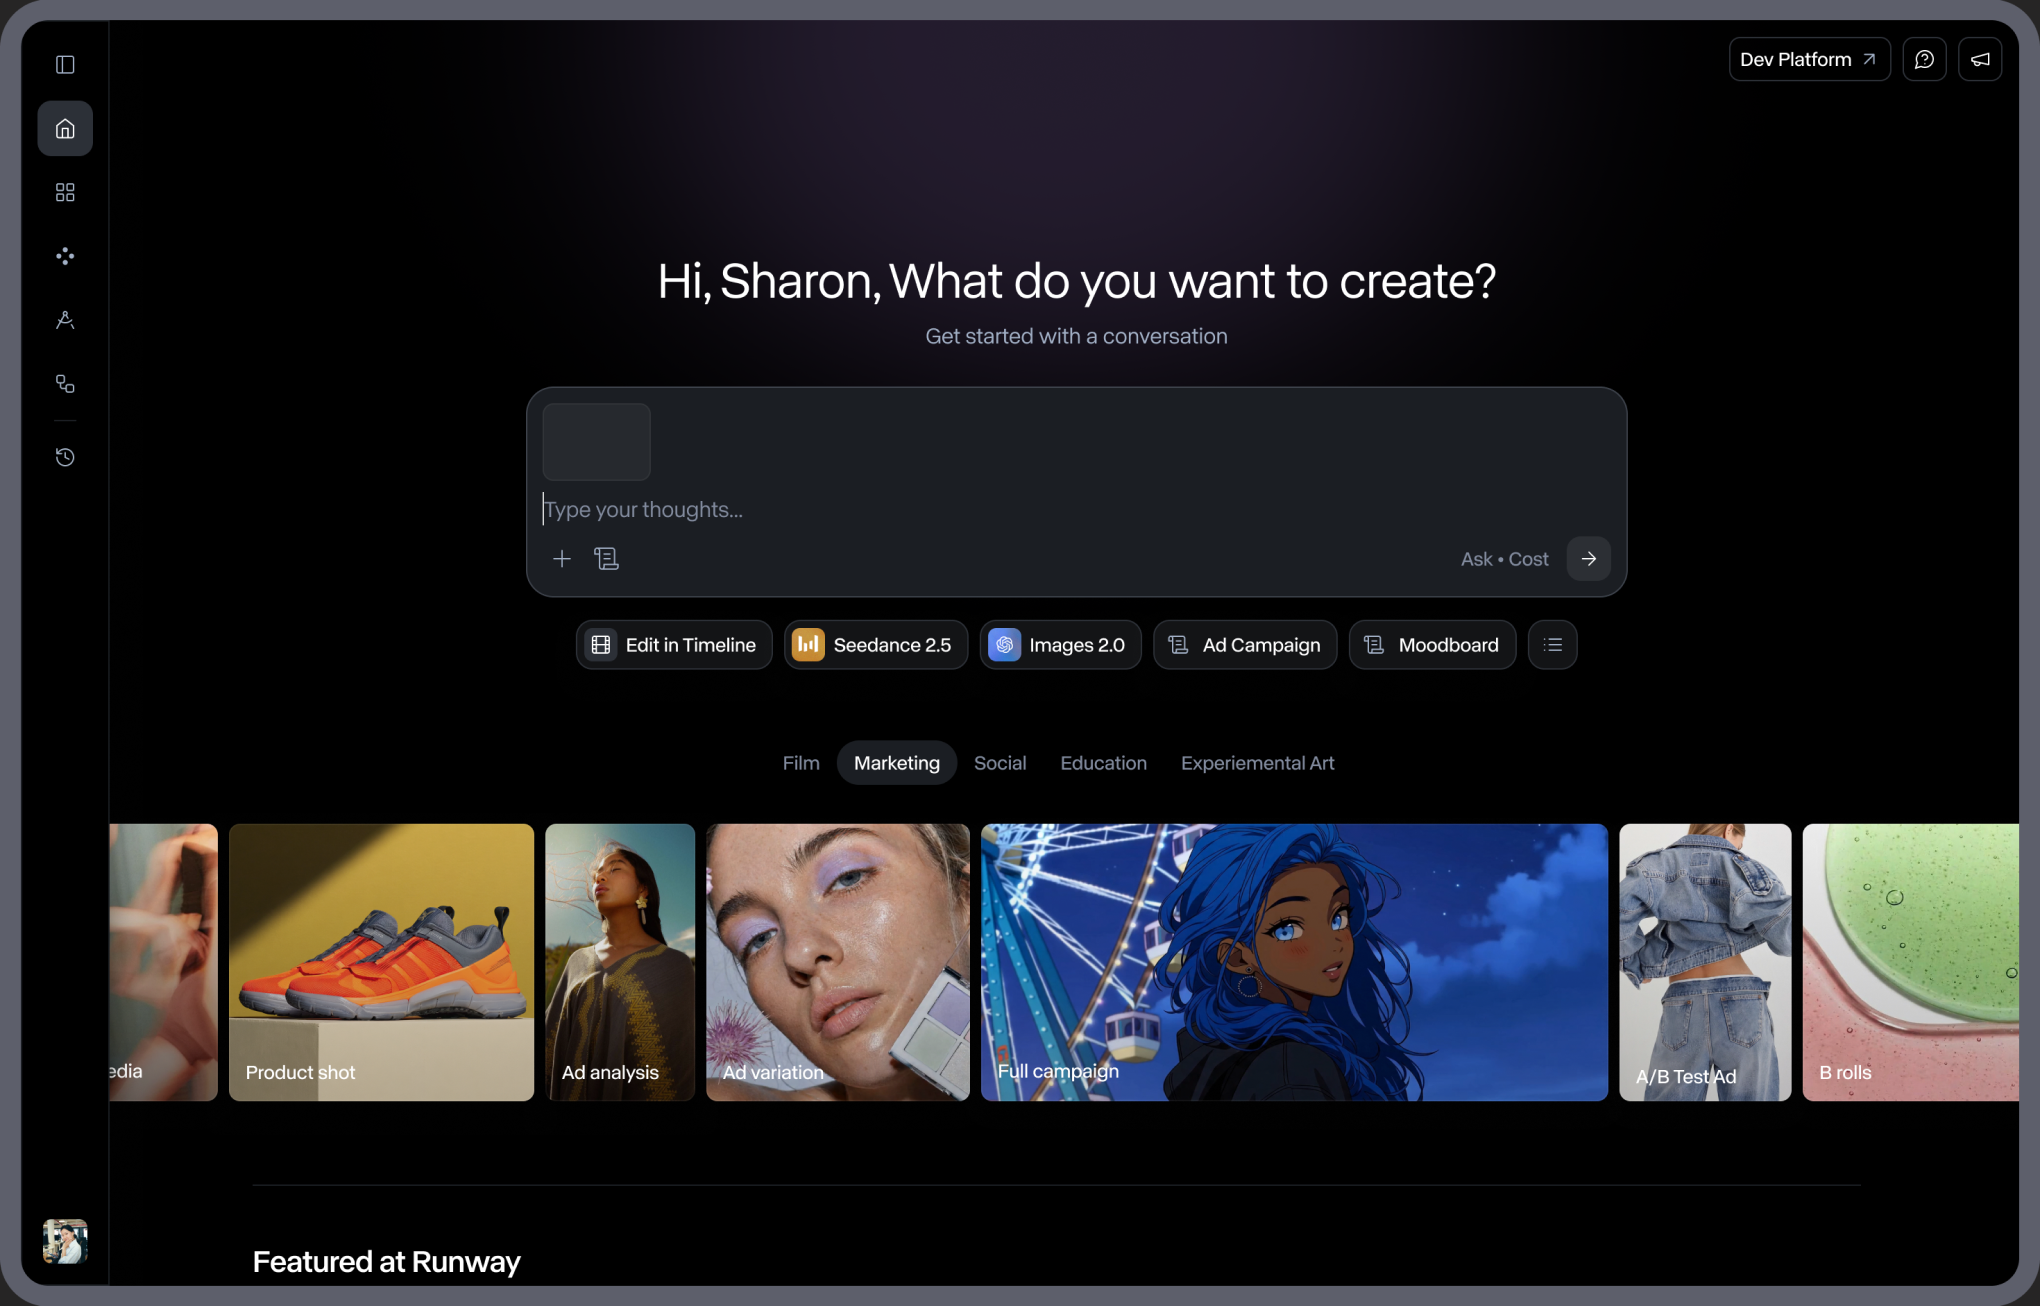 Dev Platform
Hi, Sharon, What do you want to create?
Get started with a conversation
Type your thoughts...
Ask • Cost
Edit in Timeline
Seedance 2.5
Images 2.0
Ad Campaign
Moodboard
Film
Marketing
Social
Education
Experiemental Art
edia
Product shot
Ad analysis
Ad variation
Full campaign
A/B Test Ad
B rolls
Featured at Runway